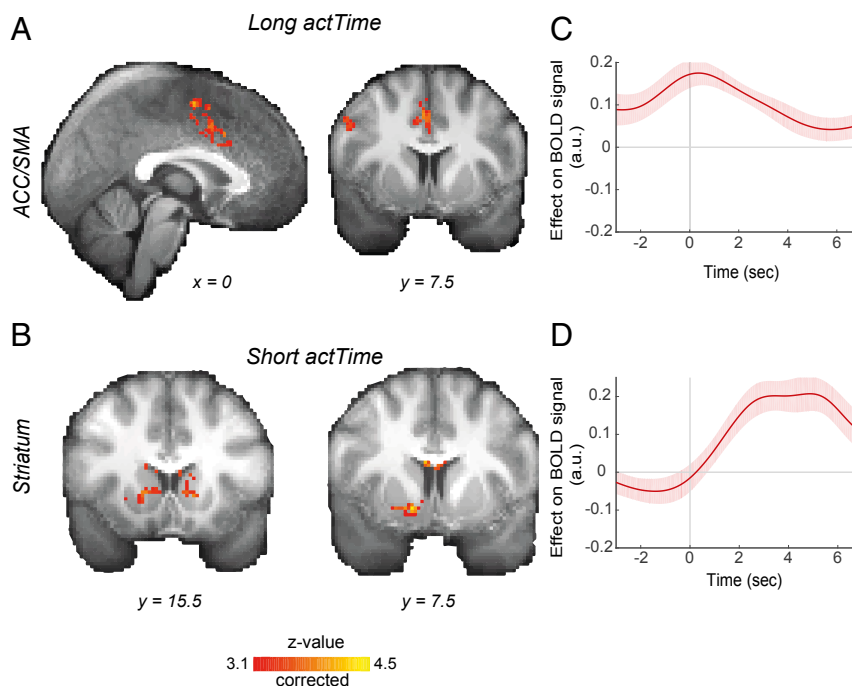 A
Long actTime
ACC/SMA
x = 0
y = 7.5
C
Effect on BOLD signal
(a.u.)
0.2
0.1
0
-0.1
-0.2
-2 0 2 4 6
Time (sec)
B
Short actTime
Striatum
y = 15.5
y = 7.5
D
Effect on BOLD signal
(a.u.)
0.2
0.1
0
-0.1
-0.2
-2 0 2 4 6
Time (sec)
z-value
3.1 4.5
corrected